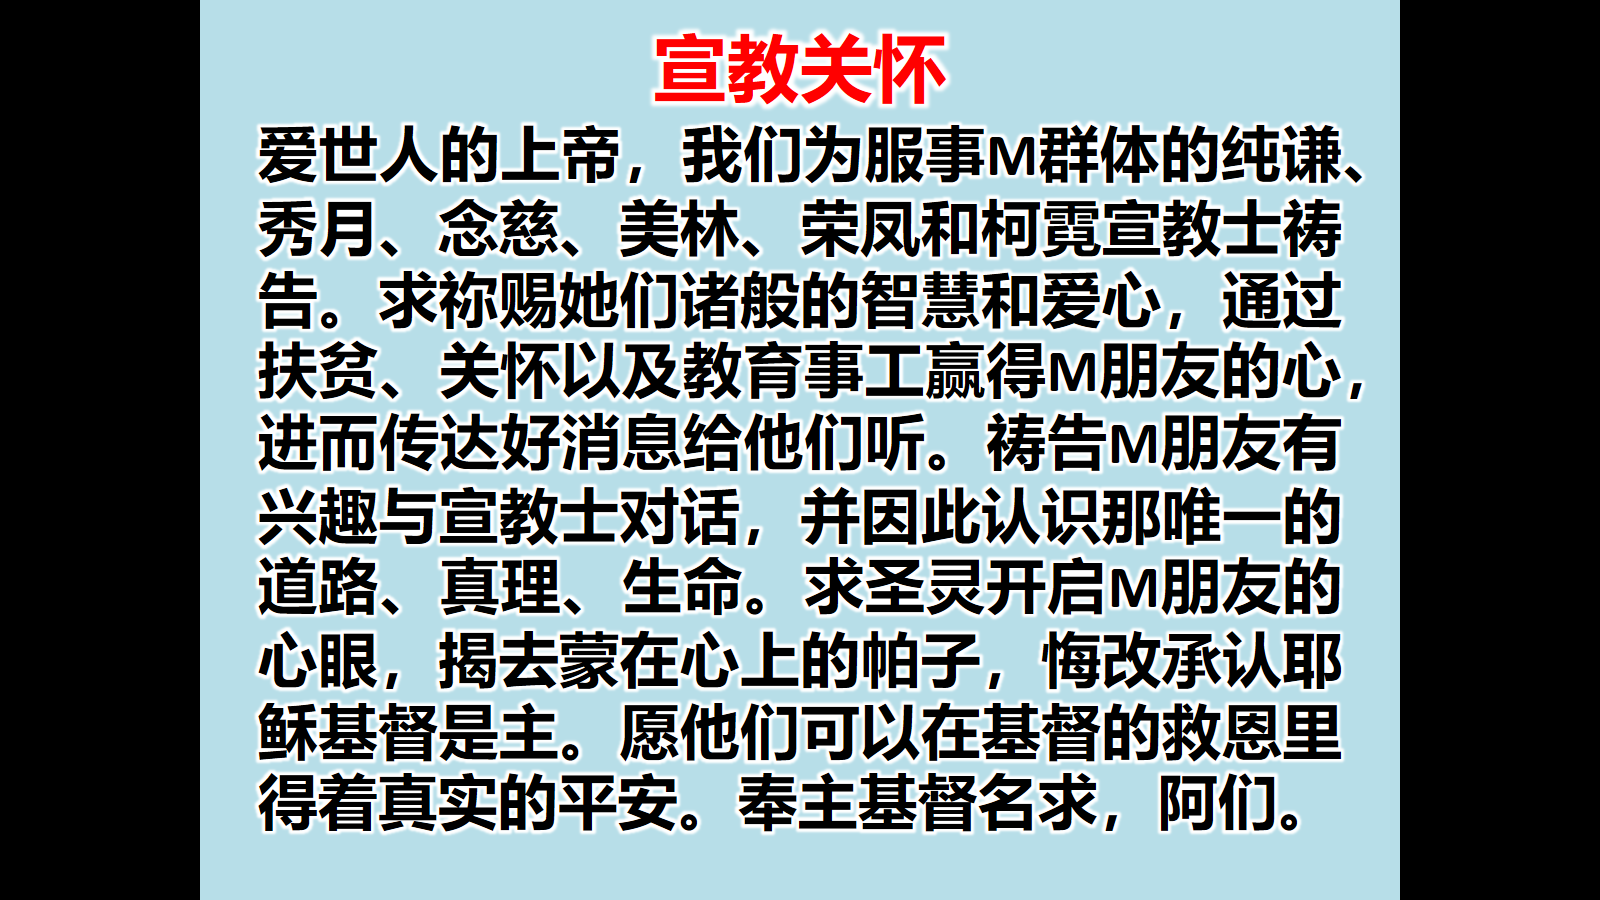 宣教关怀
爱世人的上帝，我们为服事M群体的纯谦、
秀月、念慈、美林、荣凤和柯霓宣教士祷
告。求祢赐她们诸般的智慧和爱心，通过
扶贫、关怀以及教育事工赢得M朋友的心，
进而传达好消息给他们听。祷告M朋友有
兴趣与宣教士对话，并因此认识那唯一的
道路、真理、生命。求圣灵开启M朋友的
心眼，揭去蒙在心上的帕子，悔改承认耶
稣基督是主。愿他们可以在基督的救恩里
得着真实的平安。奉主基督名求，阿们。